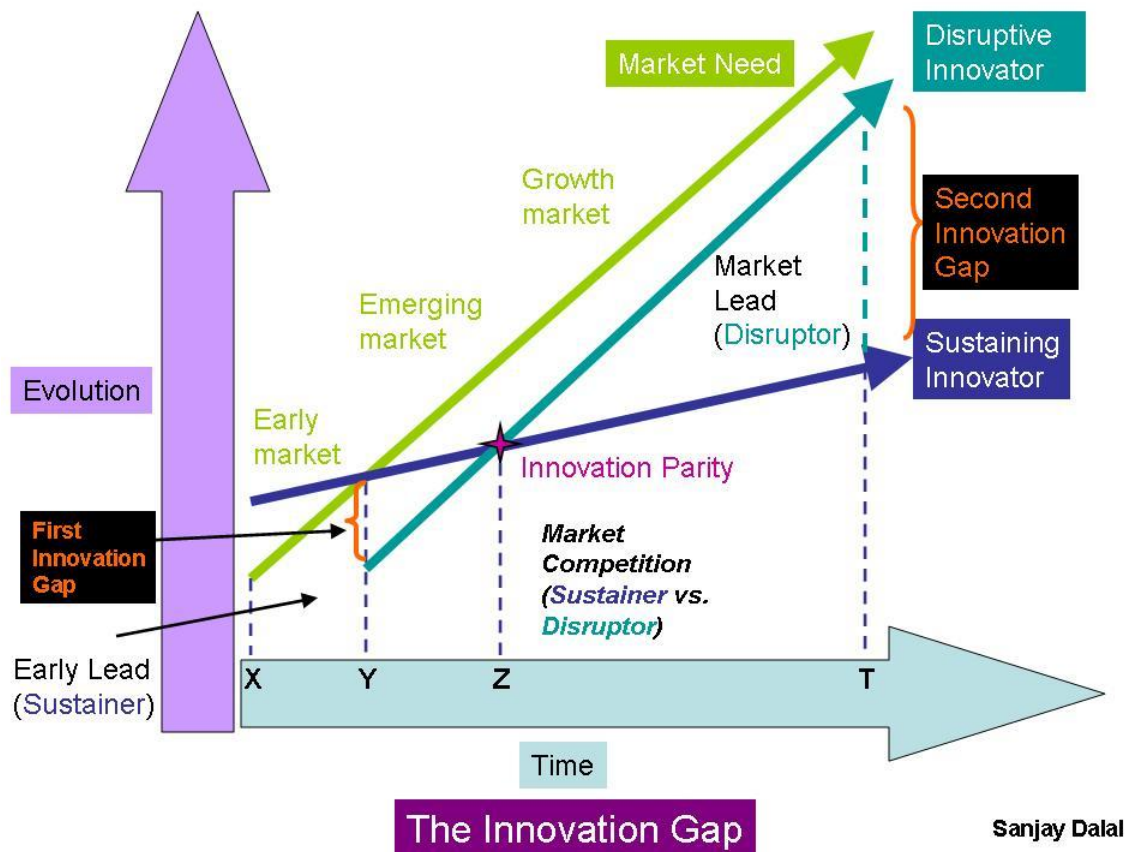 Disruptive
Innovator
Market Need
Growth
market
Second
Innovation
Gap
Market
Lead
(Disruptor)
Emerging
market
Sustaining
Innovator
Evolution
Early
market
Innovation Parity
First
Innovation
Gap
Market
Competition
(Sustainer vs.
Disruptor)
Early Lead
(Sustainer)
X
Y
Z
T
Time
The Innovation Gap
Sanjay Dalal